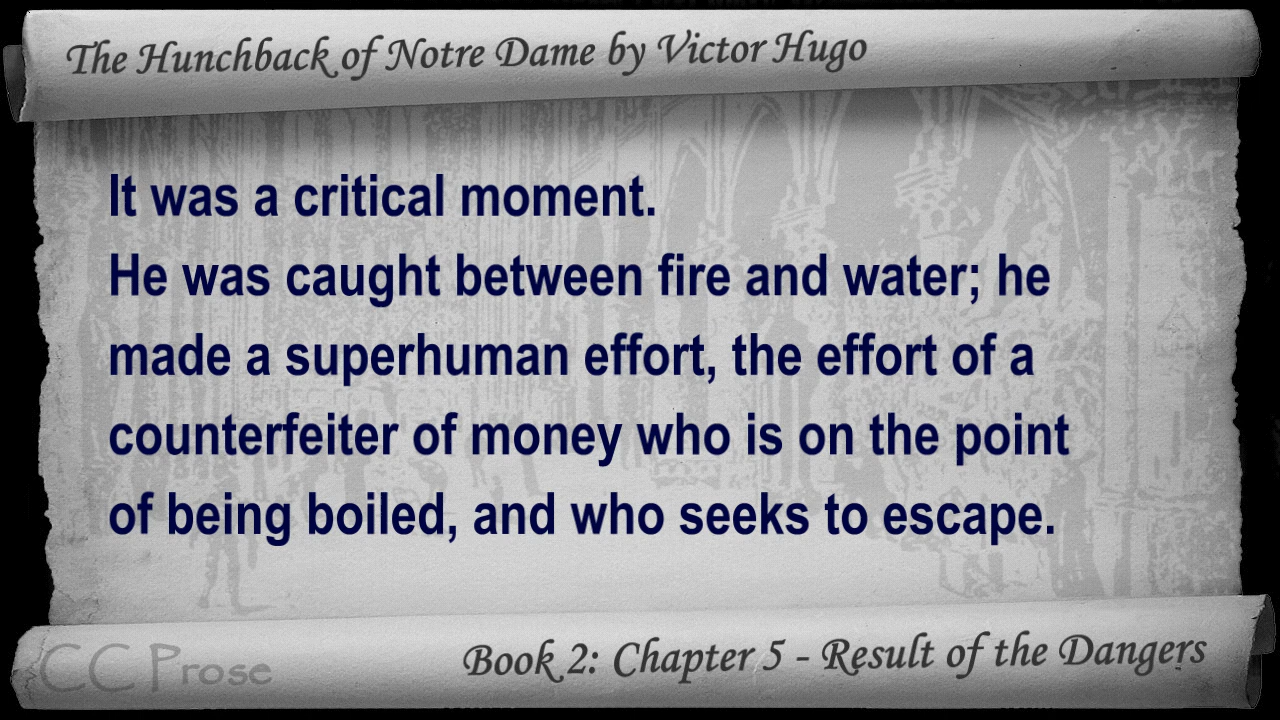 The Hunchback of Notre Dame by Victor Hugo
It was a critical moment.
He was caught between fire and water; he
made a superhuman effort, the effort of a
counterfeiter of money who is on the point
of being boiled, and who seeks to escape.
CC Prose
Book 2: Chapter 5 - Result of the Dangers